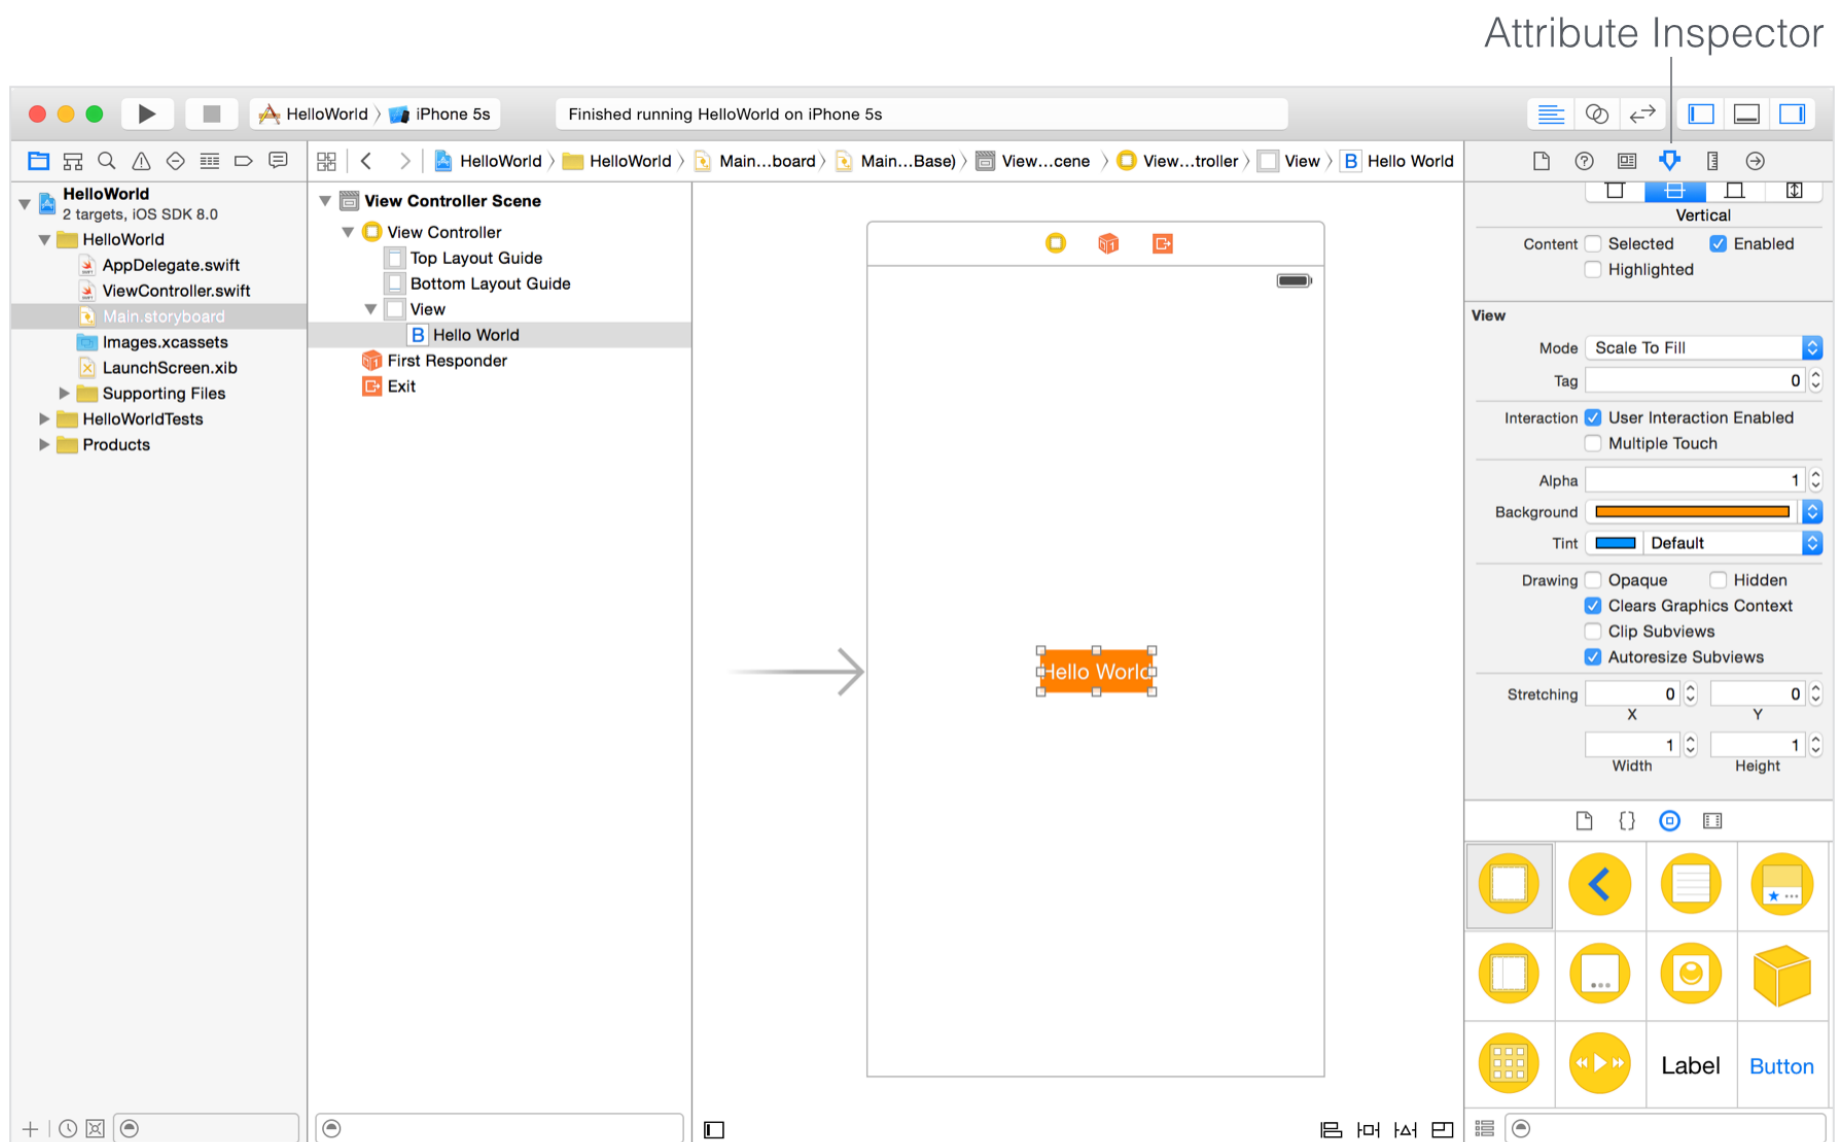 Attribute Inspector
HelloWorld iPhone 5s
Finished running HelloWorld on iPhone 5s
HelloWorld HelloWorld Main...board Main...Base) View...cene View...troller View B Hello World
HelloWorld
2 targets, iOS SDK 8.0
HelloWorld
AppDelegate.swift
ViewController.swift
Main.storyboard
Images.xcassets
LaunchScreen.xib
Supporting Files
HelloWorldTests
Products
View Controller Scene
View Controller
Top Layout Guide
Bottom Layout Guide
View
B Hello World
First Responder
Exit
Hello World
Vertical
Content Selected Enabled
Highlighted
View
Mode Scale To Fill
Tag 0
Interaction User Interaction Enabled
Multiple Touch
Alpha 1
Background
Tint Default
Drawing Opaque Hidden
Clears Graphics Context
Clip Subviews
Autoresize Subviews
Stretching 0 0
X Y
1 1
Width Height
{}
Label Button